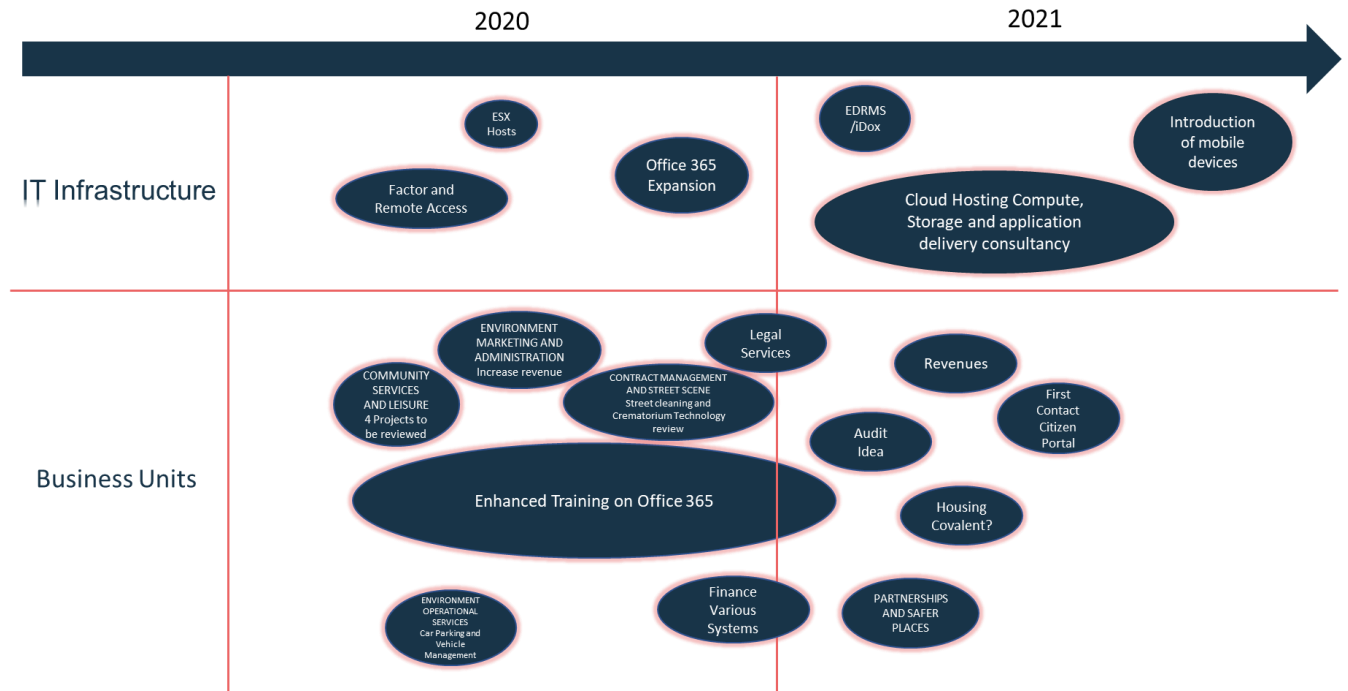 2020
2021
IT Infrastructure
ESX
Hosts
Factor and
Remote Access
Office 365
Expansion
EDRMS
/iDox
Cloud Hosting Compute,
Storage and application
delivery consultancy
Introduction
of mobile
devices
Business Units
COMMUNITY
SERVICES
AND LEISURE
4 Projects to
be reviewed
ENVIRONMENT
MARKETING AND
ADMINISTRATION
Increase revenue
CONTRACT MANAGEMENT
AND STREET SCENE
Street cleaning and
Crematorium Technology
review
Legal
Services
Enhanced Training on Office 365
ENVIRONMENT
OPERATIONAL
SERVICES
Car Parking and
Vehicle
Management
Finance
Various
Systems
Revenues
First
Contact
Citizen
Portal
Audit
Idea
Housing
Covalent?
PARTNERSHIPS
AND SAFER
PLACES